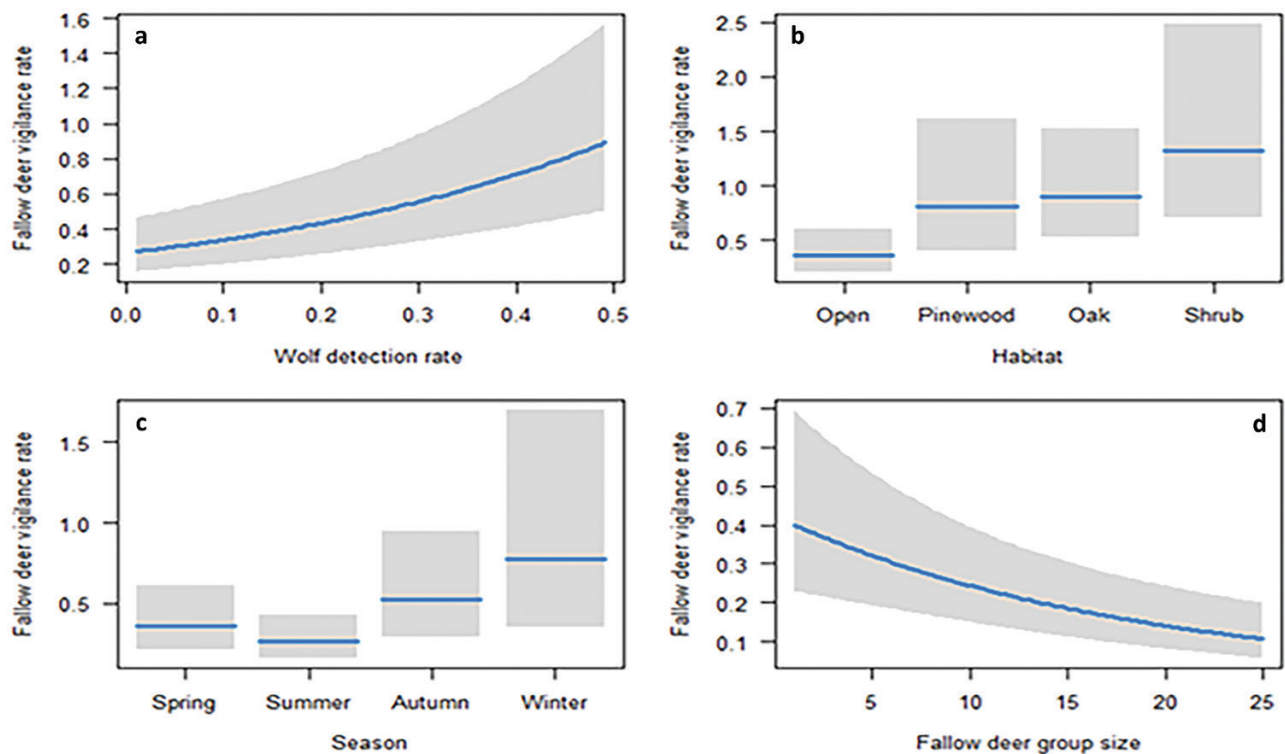 a
Fallow deer vigilance rate
1.6
1.4
1.2
1.0
0.8
0.6
0.4
0.2
0.0 0.1 0.2 0.3 0.4 0.5
Wolf detection rate
b
Fallow deer vigilance rate
2.5
2.0
1.5
1.0
0.5
Open Pinewood Oak Shrub
Habitat
c
Fallow deer vigilance rate
1.5
1.0
0.5
Spring Summer Autumn Winter
Season
d
Fallow deer vigilance rate
0.7
0.6
0.5
0.4
0.3
0.2
0.1
5 10 15 20 25
Fallow deer group size